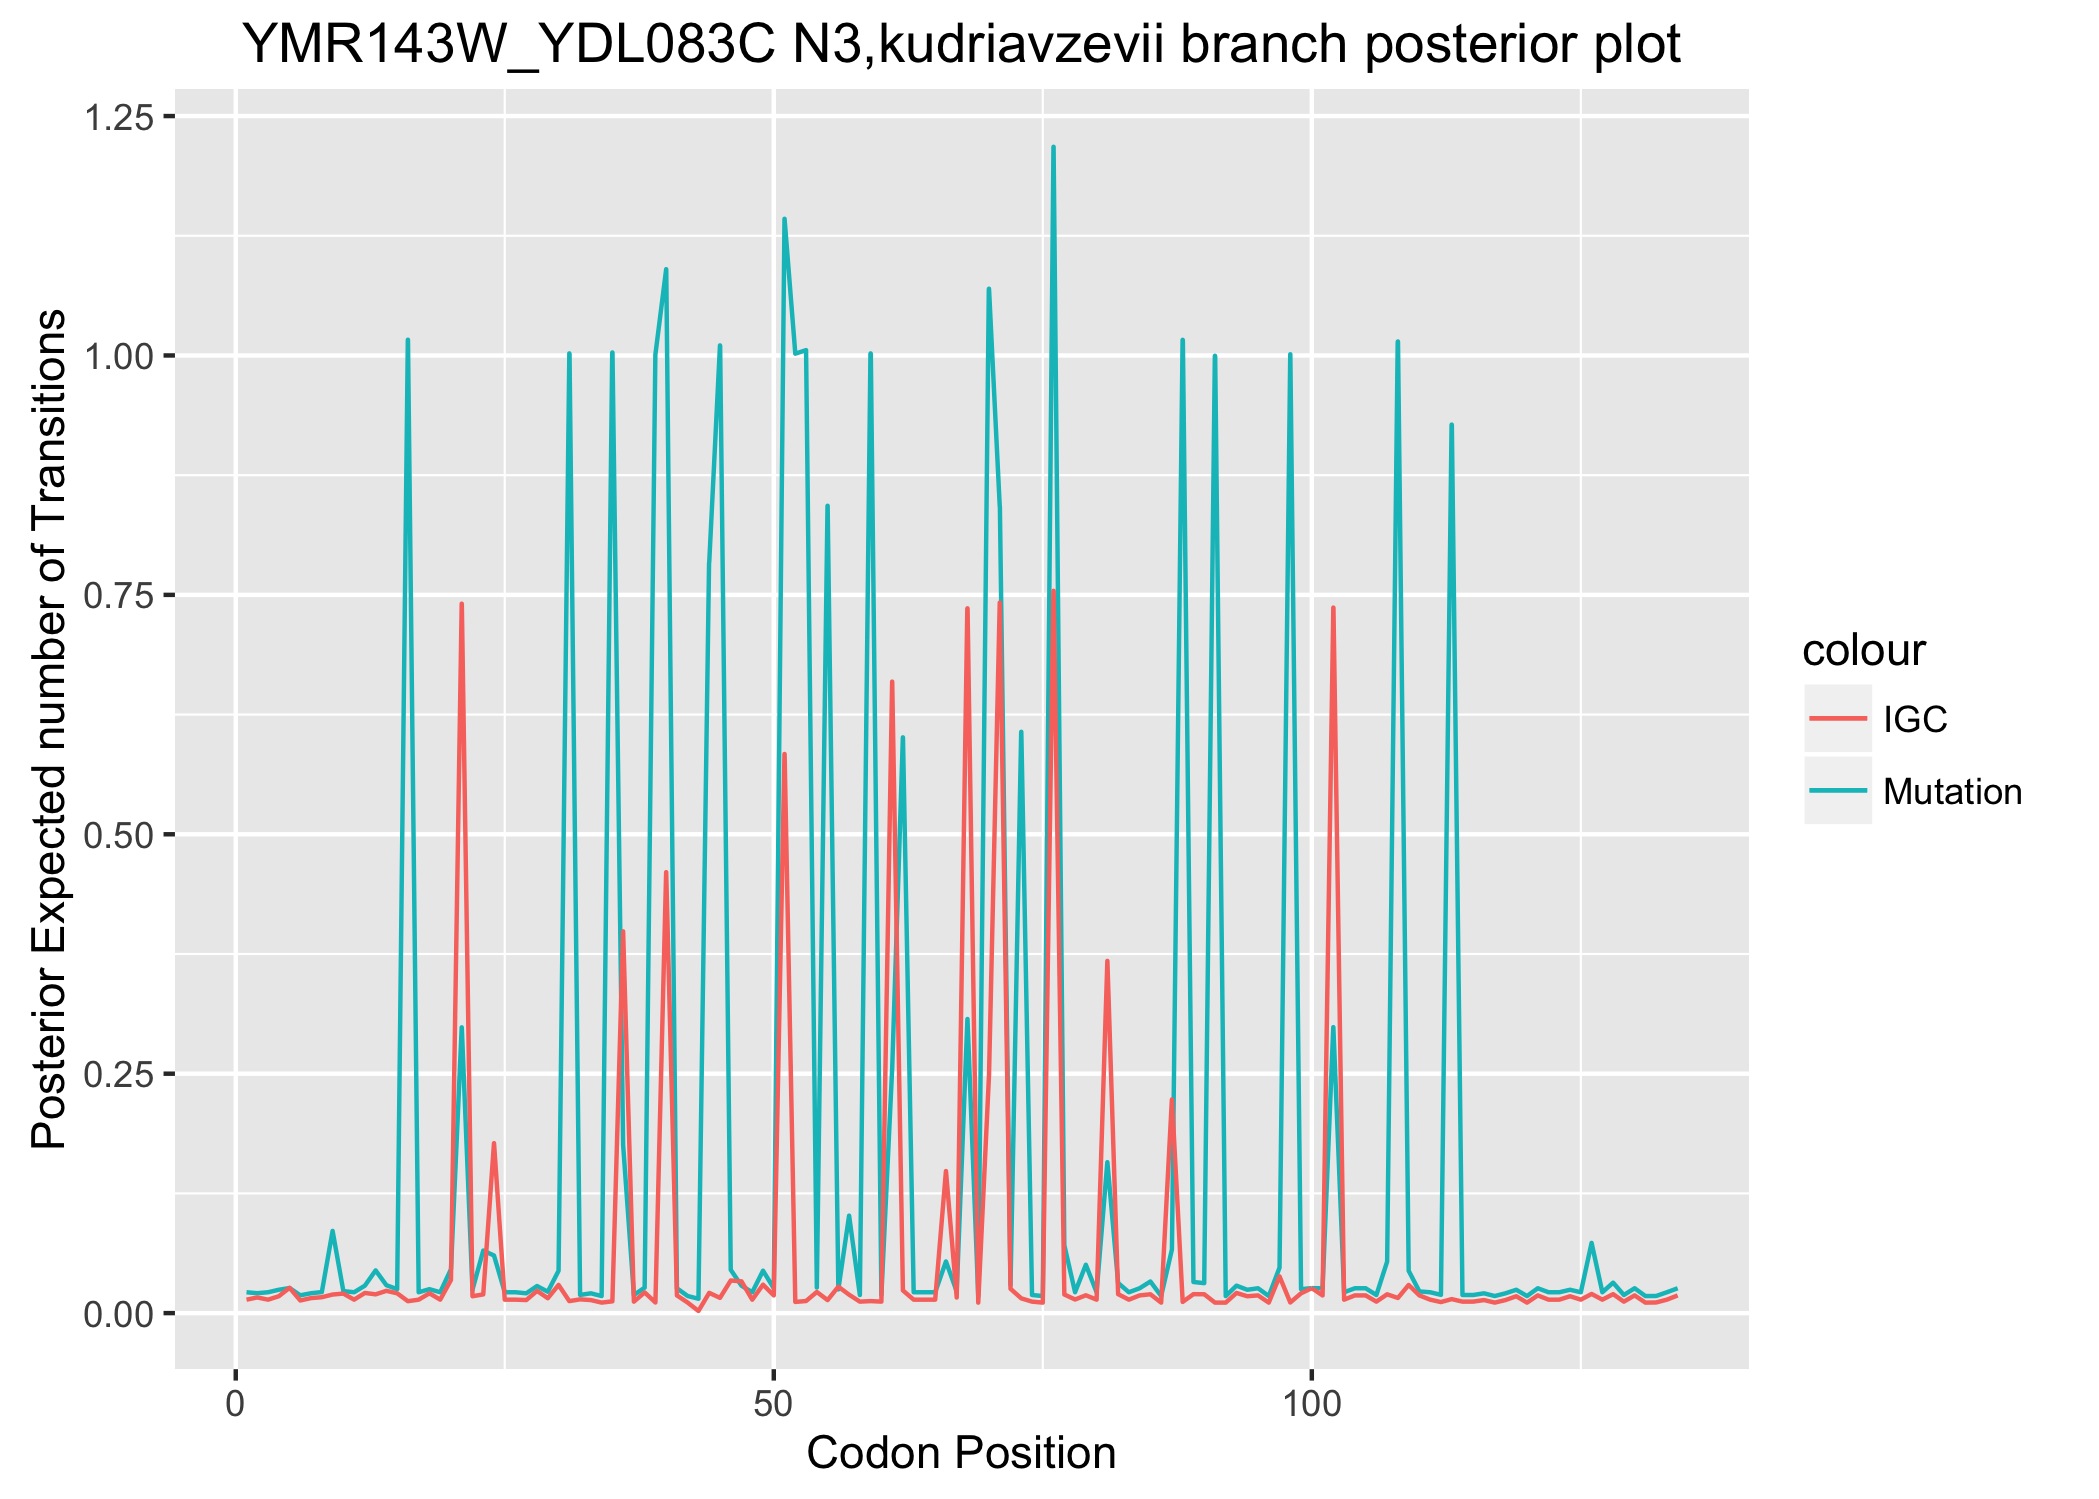 YMR143W_YDL083C N3,kudriavzevii branch posterior plot
Posterior Expected number of Transitions
1.25
1.00
0.75
0.50
0.25
0.00
0
50
100
Codon Position
colour
IGC
Mutation